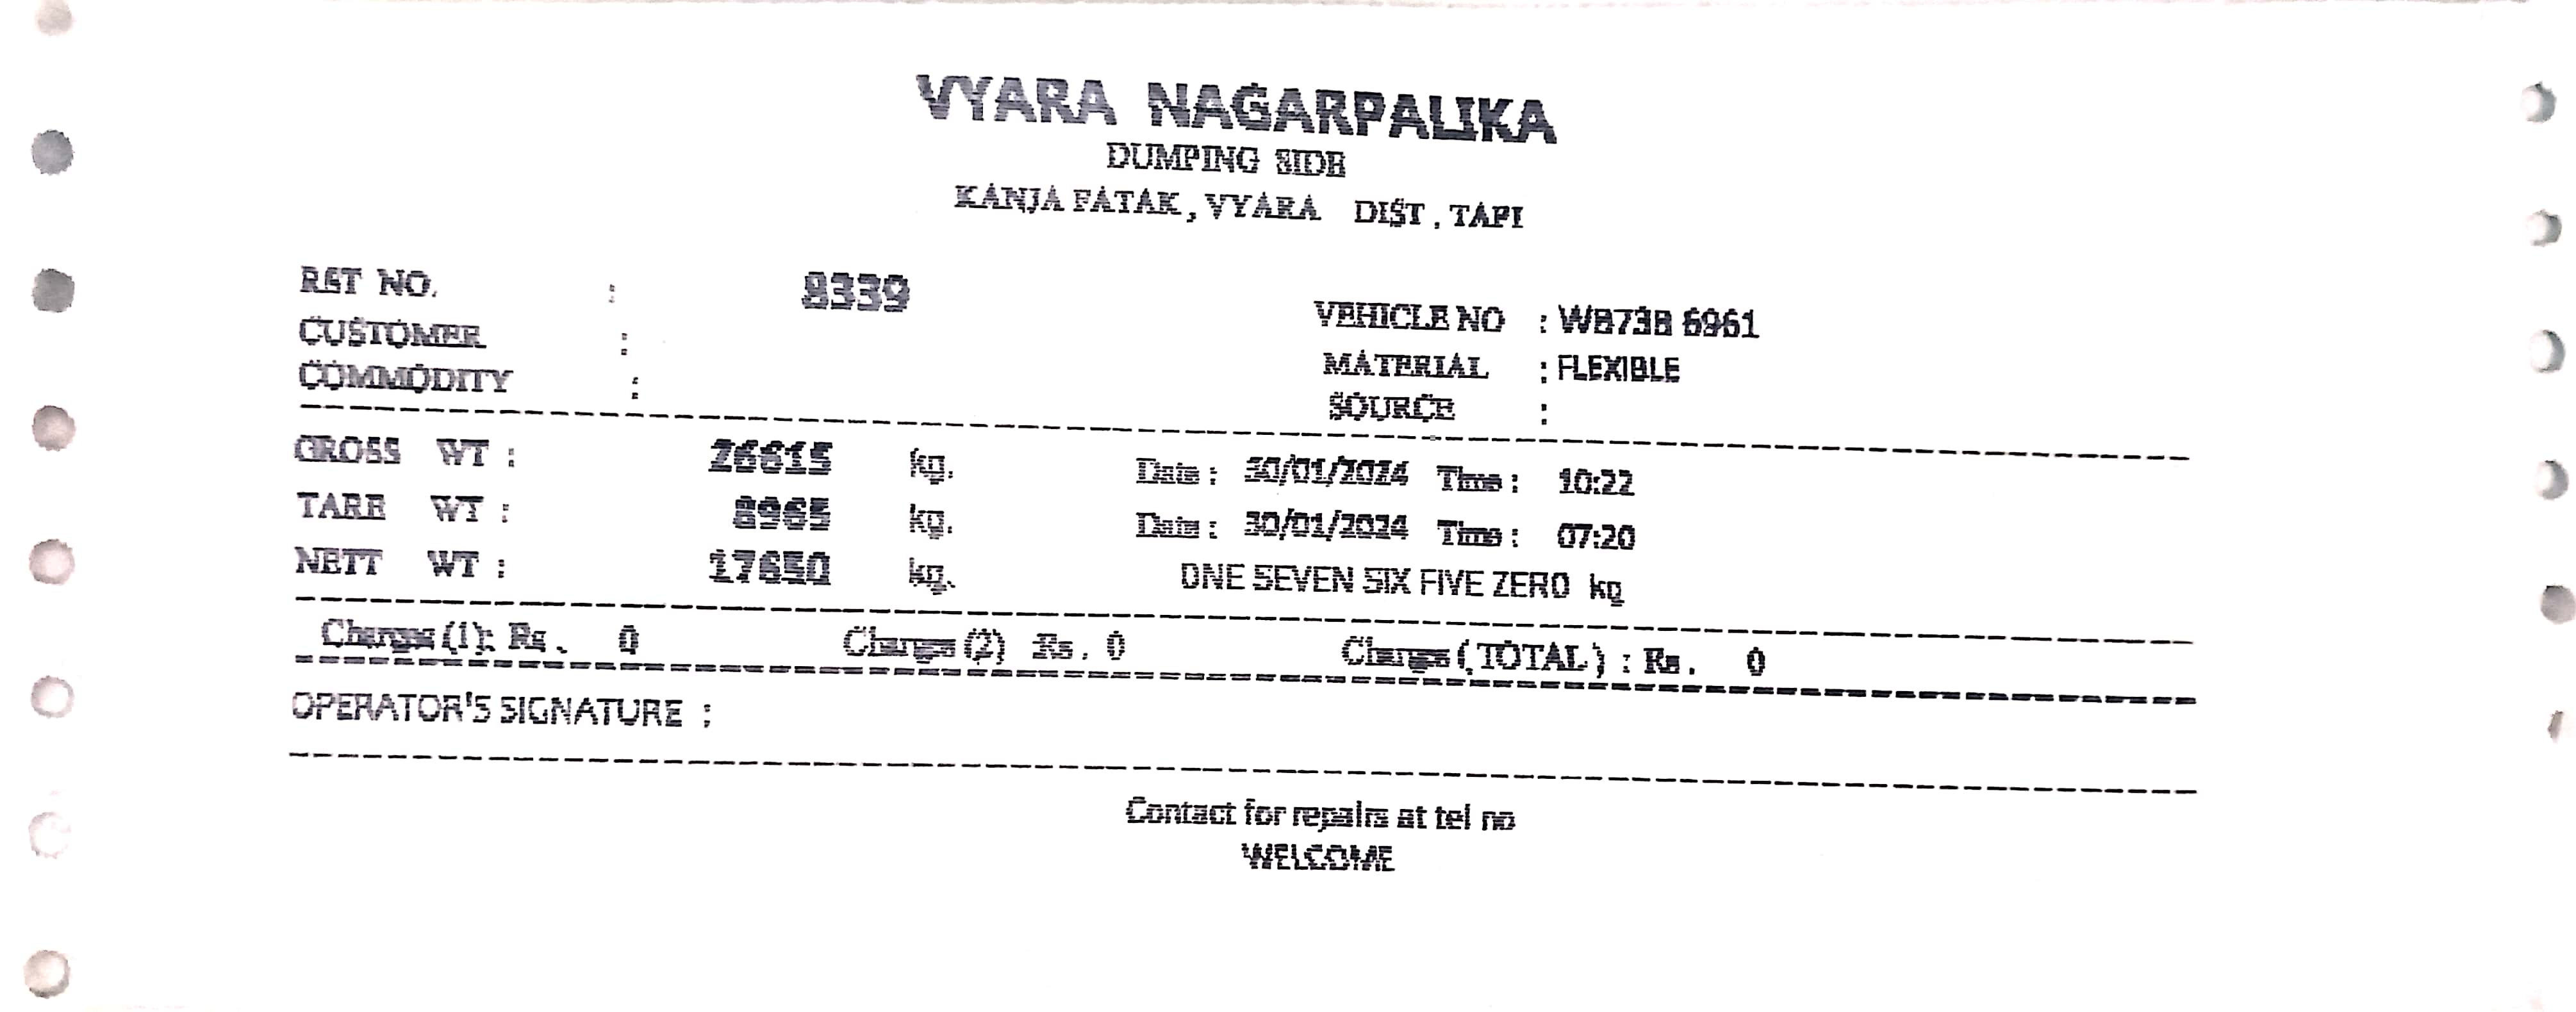 VYARA NAGARPALIKA
DUMPING SIDE
KANJA FATAK, VYARA DIST, TAPI
RST NO. : 8339
VEHICLE NO : WB73B 6961
CUSTOMER :
MATERIAL : FLEXIBLE
COMMODITY :
SOURCE :
GROSS WT : 26615 kg. Date : 30/01/2024 Time : 10:22
TARE WT : 8965 kg. Date : 30/01/2024 Time : 07:20
NETT WT : 17650 kg. ONE SEVEN SIX FIVE ZERO kg
Charges (1): Rs. 0 Charges (2) Rs. 0 Charges ( TOTAL ) : Rs. 0
OPERATOR'S SIGNATURE :
Contact for repairs at tel no
WELCOME